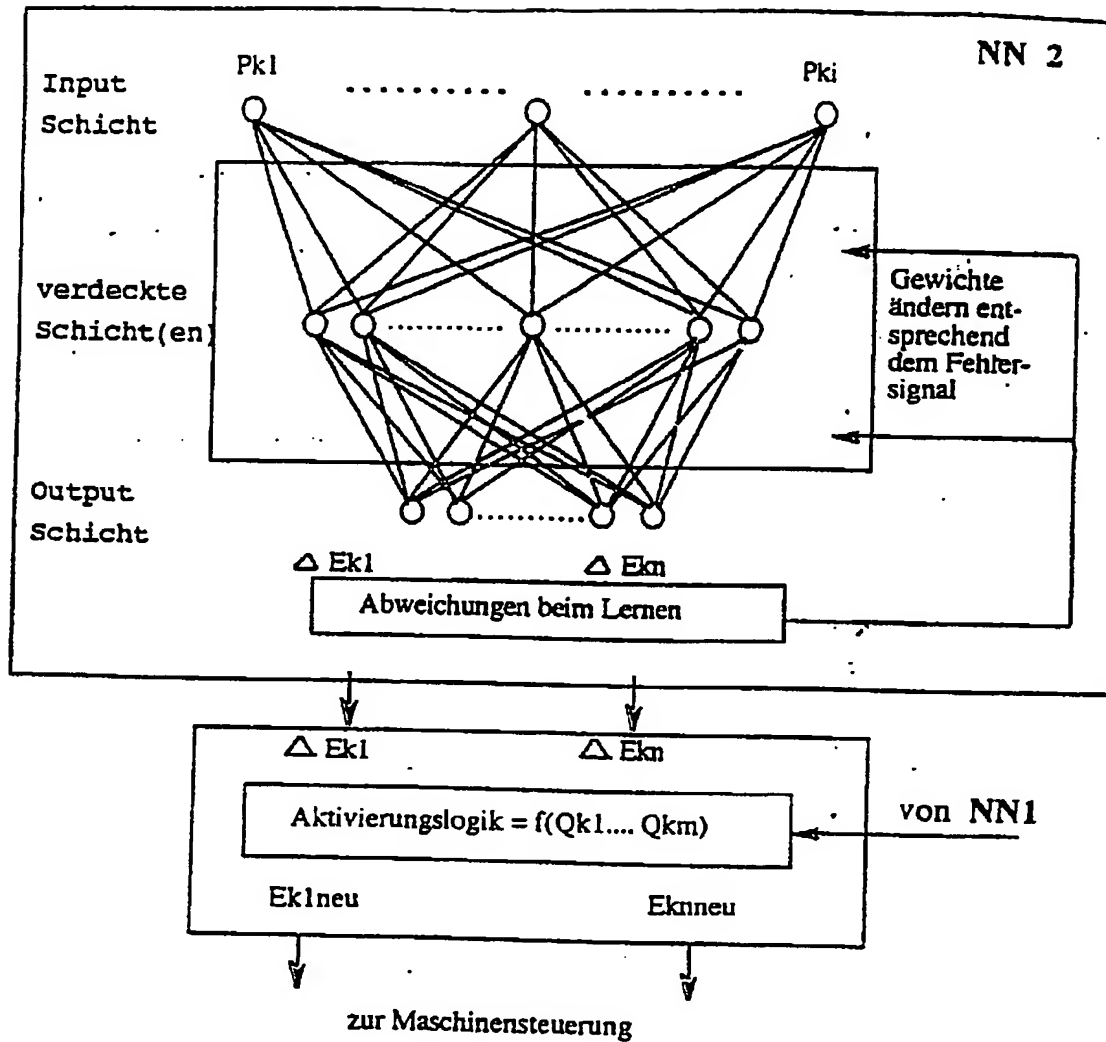 NN 2
Pk1 ................ Pki
Input
Schicht
verdeckte
Schicht(en)
Gewichte
ändern ent-
sprechend
dem Fehler-
signal
Output
Schicht
△ Ek1 △ Ekn
Abweichungen beim Lernen
△ Ek1 △ Ekn
Aktivierungslogik = f(Qk1.... Qkm)
von NN1
Ek1neu Eknneu
zur Maschinensteuerung